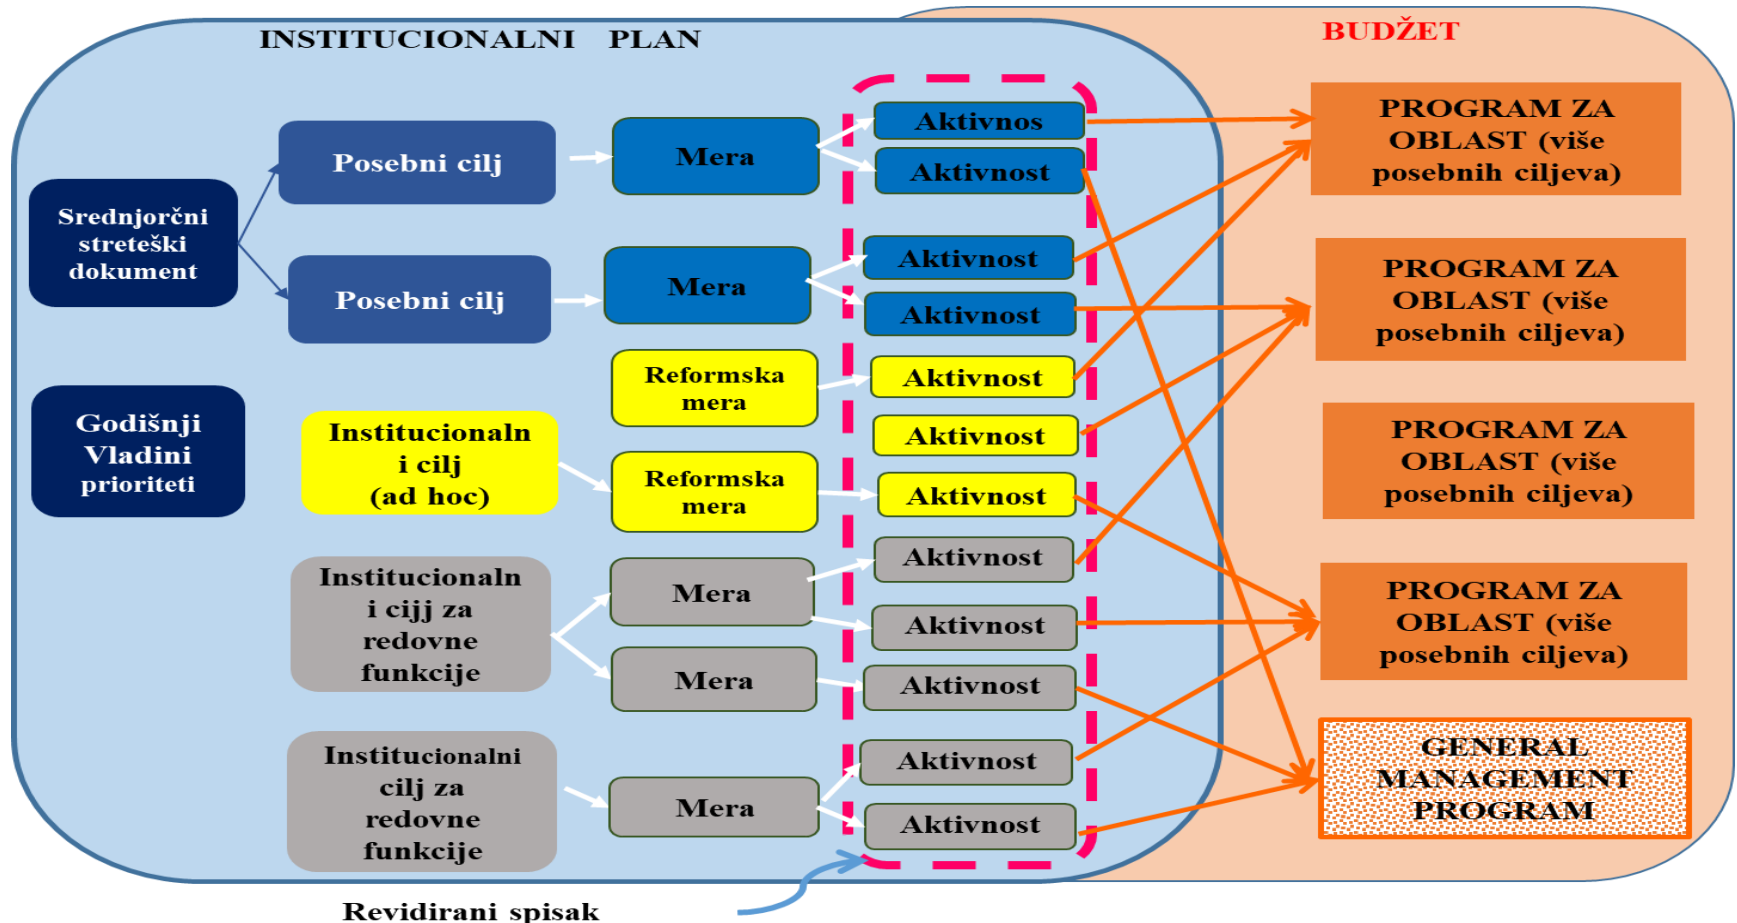 INSTITUCIONALNI PLAN
BUDŽET
Srednjorčni
streteški
dokument
Godišnji
Vladini
prioriteti
Posebni cilj
Posebni cilj
Institucionaln
i cilj
(ad hoc)
Institucionaln
i cijj za
redovne
funkcije
Institucionalni
cilj za
redovne
funkcije
Mera
Mera
Reformska
mera
Reformska
mera
Mera
Mera
Mera
Aktivnos
Aktivnost
Aktivnost
Aktivnost
Aktivnost
Aktivnost
Aktivnost
Aktivnost
Aktivnost
Aktivnost
Aktivnost
Aktivnost
PROGRAM ZA
OBLAST (više
posebnih ciljeva)
PROGRAM ZA
OBLAST (više
posebnih ciljeva)
PROGRAM ZA
OBLAST (više
posebnih ciljeva)
PROGRAM ZA
OBLAST (više
posebnih ciljeva)
GENERAL
MANAGEMENT
PROGRAM
Revidirani spisak